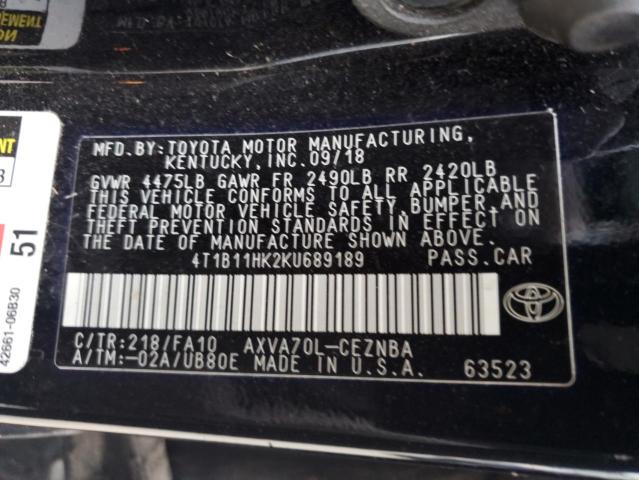 MFD.BY:TOYOTA MOTOR MANUFACTURING,
KENTUCKY, INC. 09/18
GVWR 4475LB GAWR FR 2490LB RR 2420LB
THIS VEHICLE CONFORMS TO ALL APPLICABLE
FEDERAL MOTOR VEHICLE SAFETY, BUMPER, AND
THEFT PREVENTION STANDARDS IN EFFECT ON
THE DATE OF MANUFACTURE SHOWN ABOVE.
4T1B11HK2KU689189 PASS.CAR
C/TR:218/FA10 AXVA70L-CEZNBA
A/TM:-02A/UB80E MADE IN U.S.A. 63523
51
42661-06B30